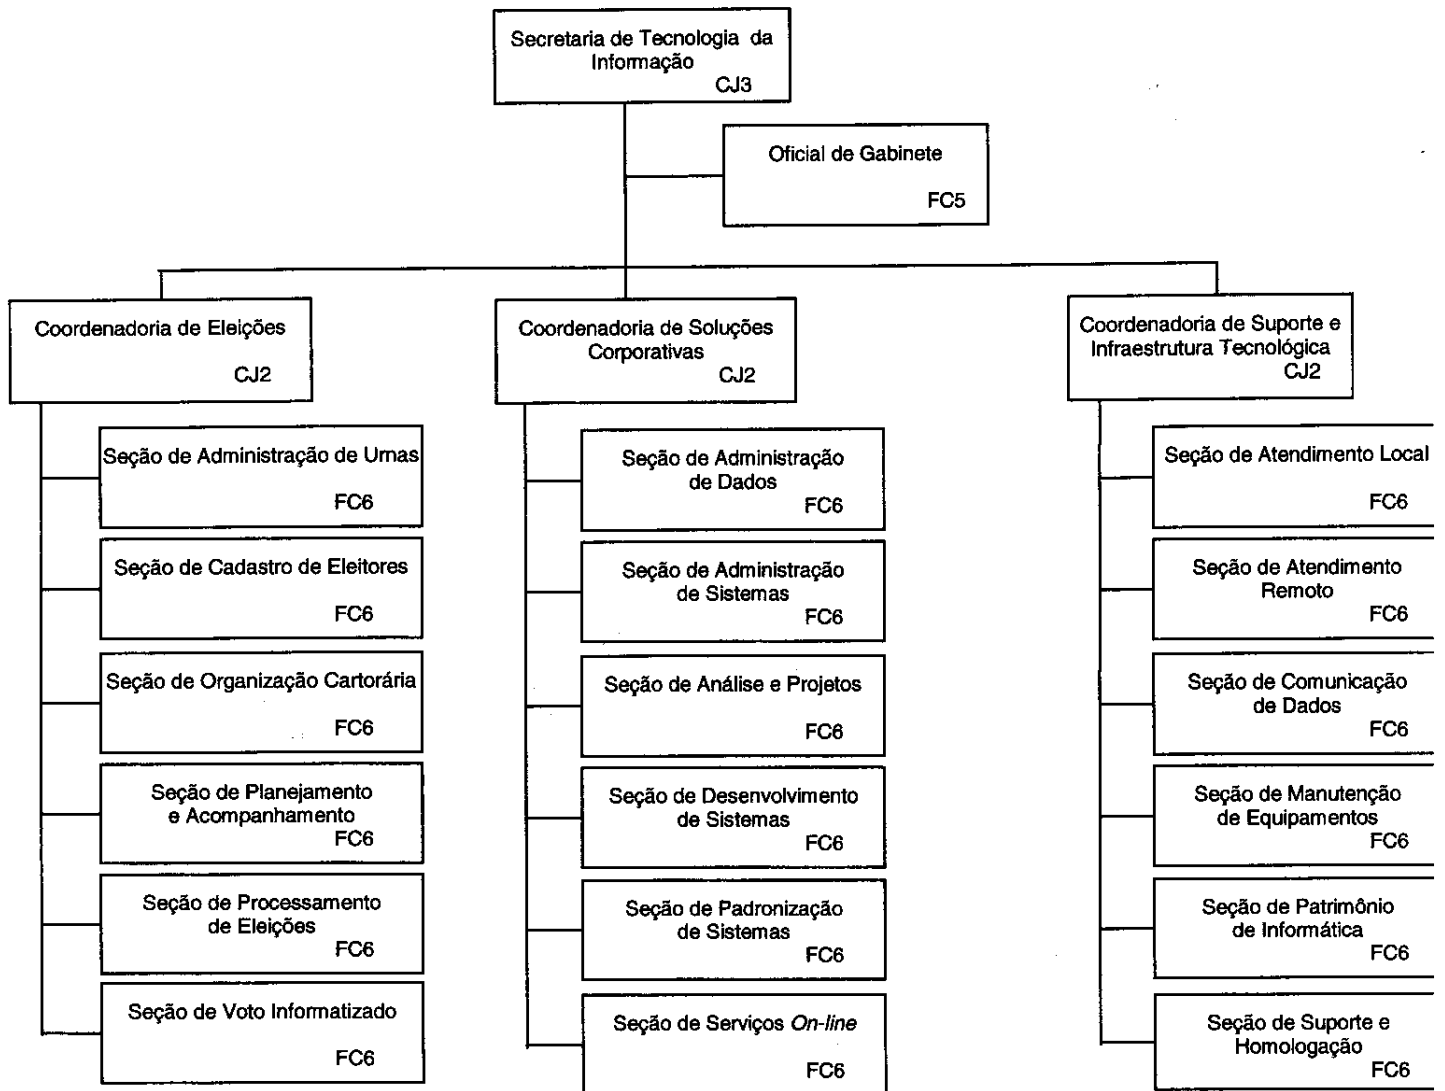 Secretaria de Tecnologia da
Informação
CJ3
Oficial de Gabinete
FC5
Coordenadoria de Eleições
CJ2
Seção de Administração de Urnas
FC6
Seção de Cadastro de Eleitores
FC6
Seção de Organização Cartorária
FC6
Seção de Planejamento
e Acompanhamento
FC6
Seção de Processamento
de Eleições
FC6
Seção de Voto Informatizado
FC6
Coordenadoria de Soluções
Corporativas
CJ2
Seção de Administração
de Dados
FC6
Seção de Administração
de Sistemas
FC6
Seção de Análise e Projetos
FC6
Seção de Desenvolvimento
de Sistemas
FC6
Seção de Padronização
de Sistemas
FC6
Seção de Serviços On-line
FC6
Coordenadoria de Suporte e
Infraestrutura Tecnológica
CJ2
Seção de Atendimento Local
FC6
Seção de Atendimento
Remoto
FC6
Seção de Comunicação
de Dados
FC6
Seção de Manutenção
de Equipamentos
FC6
Seção de Patrimônio
de Informática
FC6
Seção de Suporte e
Homologação
FC6